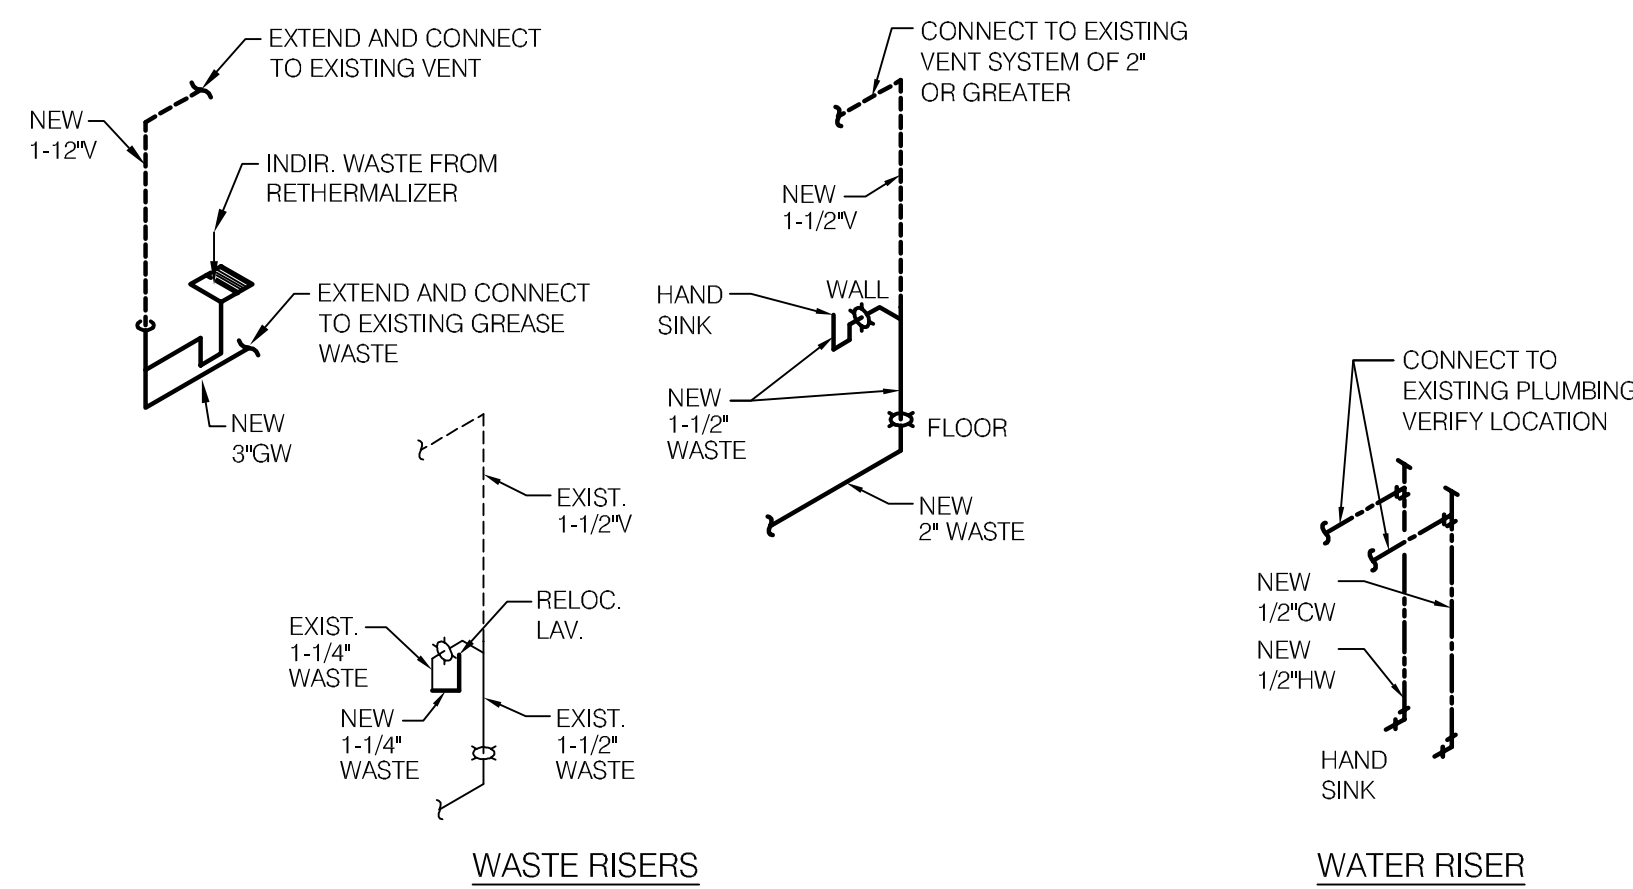 EXTEND AND CONNECT
TO EXISTING VENT
NEW
1-12"V
INDIR. WASTE FROM
RETHERMALIZER
EXTEND AND CONNECT
TO EXISTING GREASE
WASTE
NEW
3"GW
CONNECT TO EXISTING
VENT SYSTEM OF 2"
OR GREATER
NEW
1-1/2"V
HAND
SINK
WALL
NEW
1-1/2"
WASTE
FLOOR
NEW
2" WASTE
EXIST.
1-1/2"V
RELOC.
LAV.
EXIST.
1-1/4"
WASTE
NEW
1-1/4"
WASTE
EXIST.
1-1/2"
WASTE
WASTE RISERS
CONNECT TO
EXISTING PLUMBING
VERIFY LOCATION
NEW
1/2"CW
NEW
1/2"HW
HAND
SINK
WATER RISER